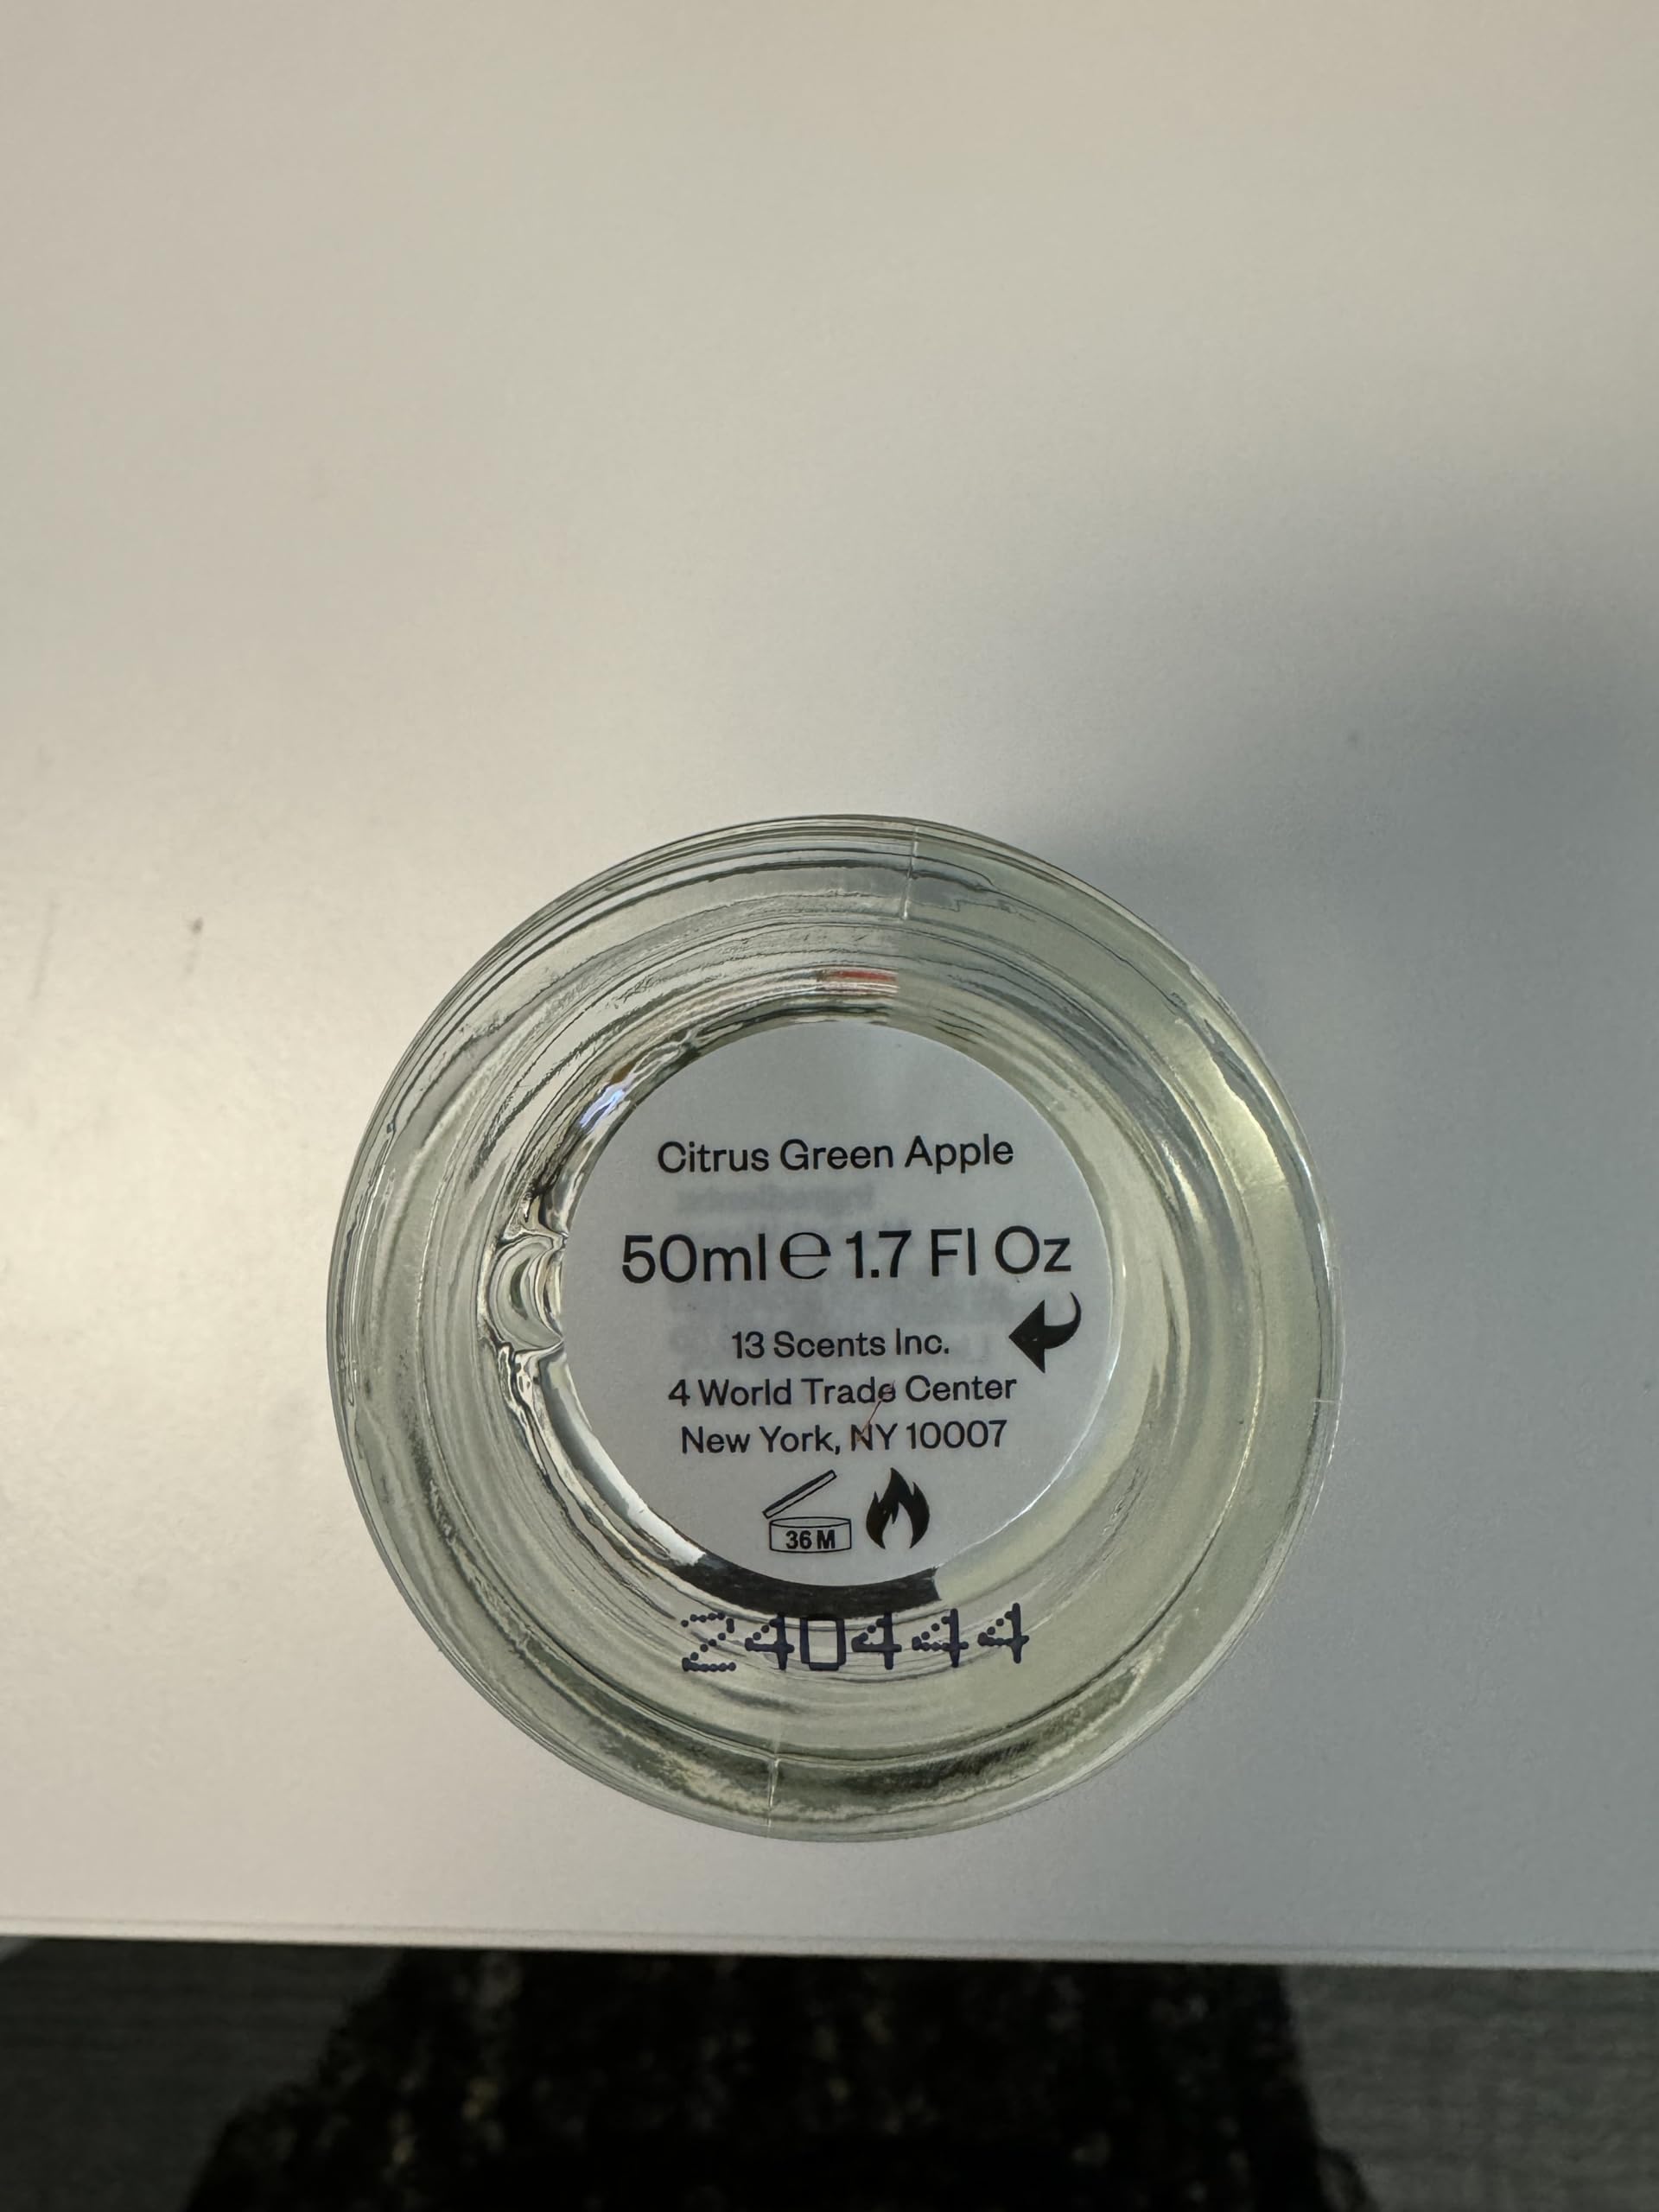 Citrus Green Apple
50ml ℮ 1.7 Fl Oz
13 Scents Inc.
4 World Trade Center
New York, NY 10007
36 M
240444